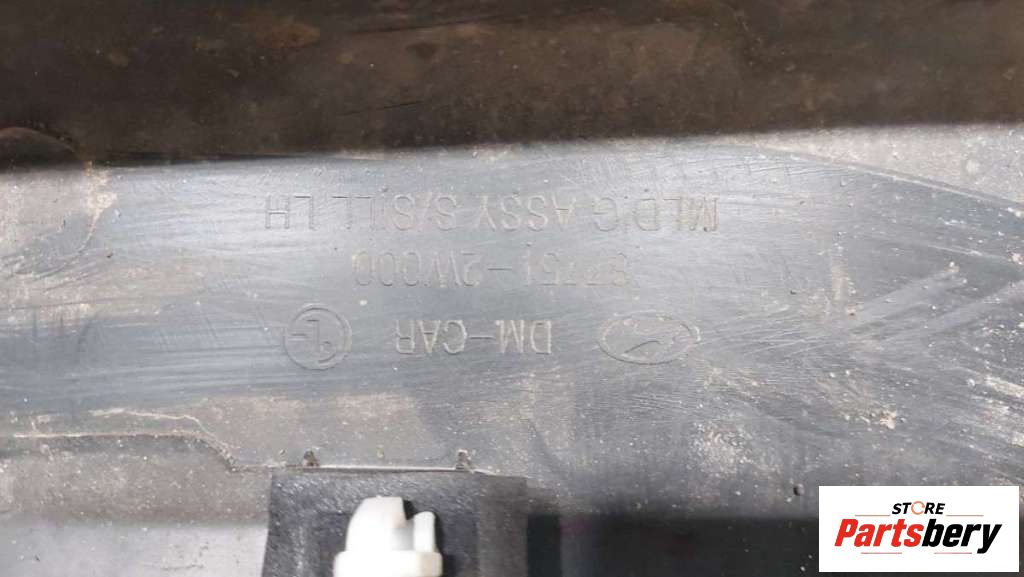 DM-CAR L
87751-2W000
MLD'G ASSY S/SILL LH
STORE
Partsbery